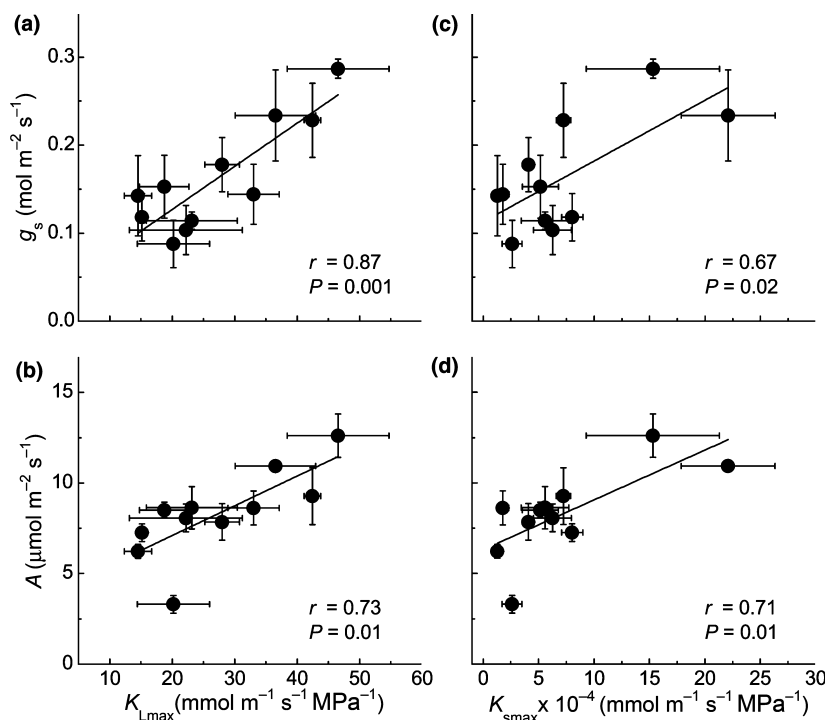 (a)
(c)
0.3
0.2
0.1
0.0
gs (mol m⁻² s⁻¹)
r = 0.87
P = 0.001
r = 0.67
P = 0.02
(b)
(d)
15
10
5
0
A (μmol m⁻² s⁻¹)
r = 0.73
P = 0.01
r = 0.71
P = 0.01
10 20 30 40 50 60
0 5 10 15 20 25 30
KLmax (mmol m⁻¹ s⁻¹ MPa⁻¹)
Ksmax x 10⁻⁴ (mmol m⁻¹ s⁻¹ MPa⁻¹)